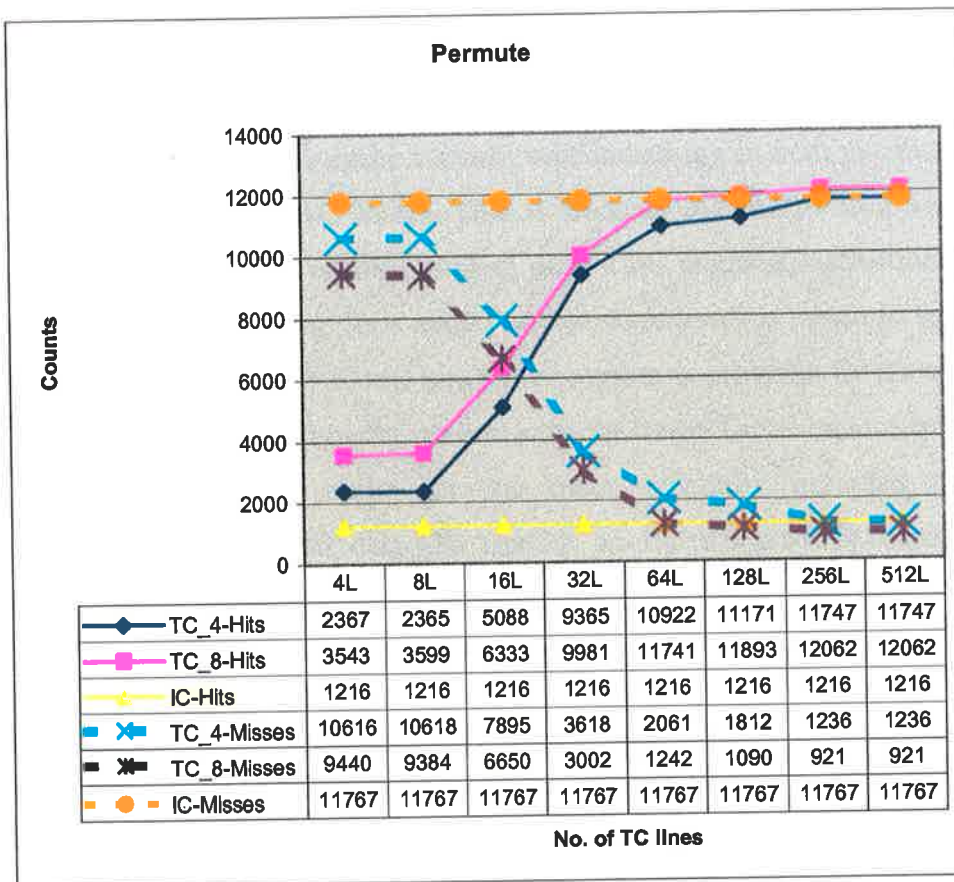 Permute
14000
12000
10000
8000
6000
4000
2000
0
Counts
4L 8L 16L 32L 64L 128L 256L 512L
TC_4-Hits 2367 2365 5088 9365 10922 11171 11747 11747
TC_8-Hits 3543 3599 6333 9981 11741 11893 12062 12062
IC-Hits 1216 1216 1216 1216 1216 1216 1216 1216
TC_4-Misses 10616 10618 7895 3618 2061 1812 1236 1236
TC_8-Misses 9440 9384 6650 3002 1242 1090 921 921
IC-Misses 11767 11767 11767 11767 11767 11767 11767 11767
No. of TC lines